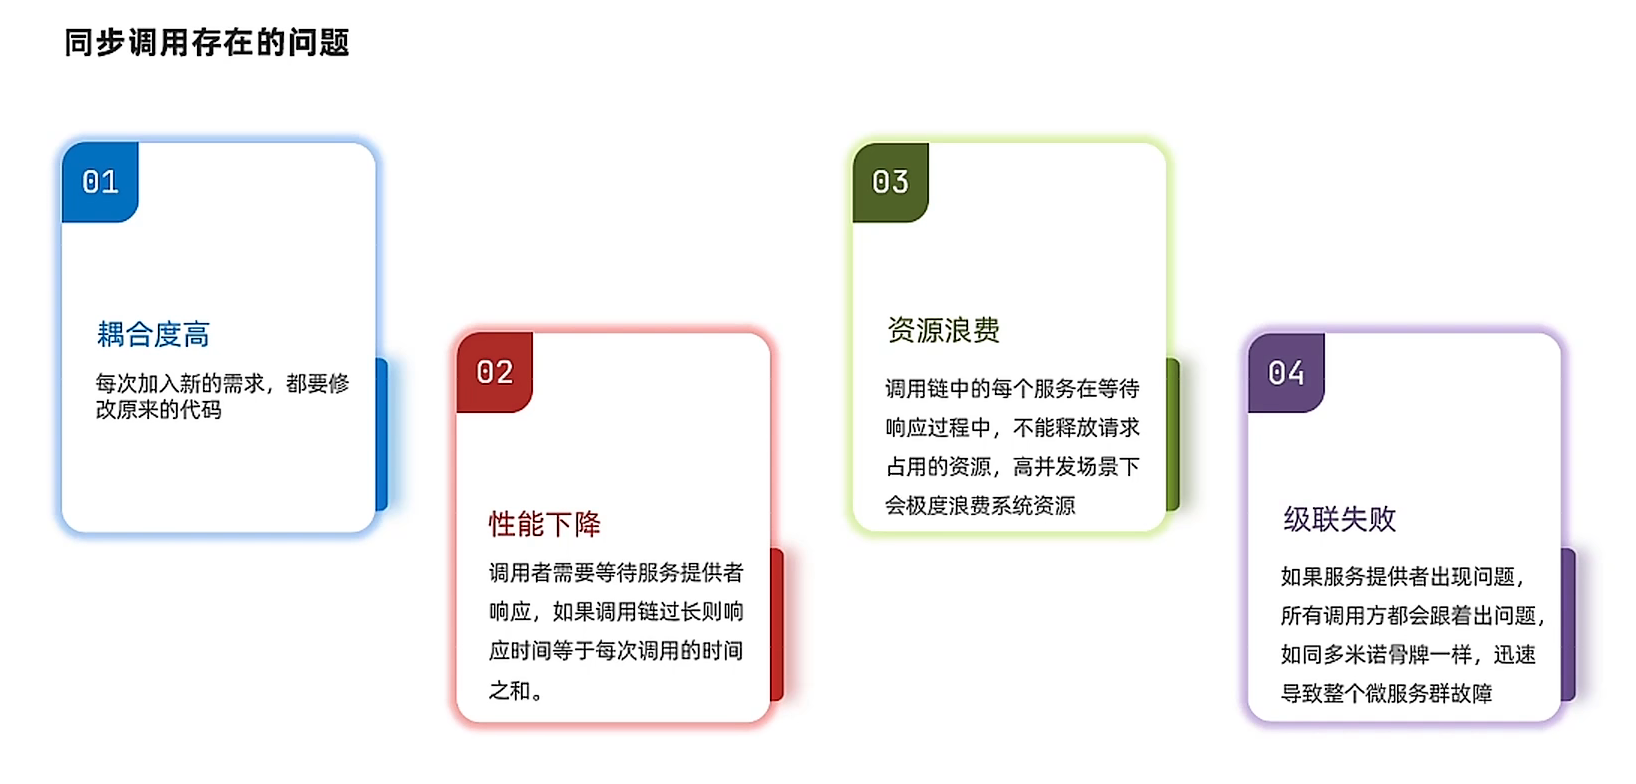 同步调用存在的问题
01
耦合度高
每次加入新的需求，都要修
改原来的代码
02
性能下降
调用者需要等待服务提供者
响应，如果调用链过长则响
应时间等于每次调用的时间
之和。
03
资源浪费
调用链中的每个服务在等待
响应过程中，不能释放请求
占用的资源，高并发场景下
会极度浪费系统资源
04
级联失败
如果服务提供者出现问题，
所有调用方都会跟着出问题，
如同多米诺骨牌一样，迅速
导致整个微服务群故障